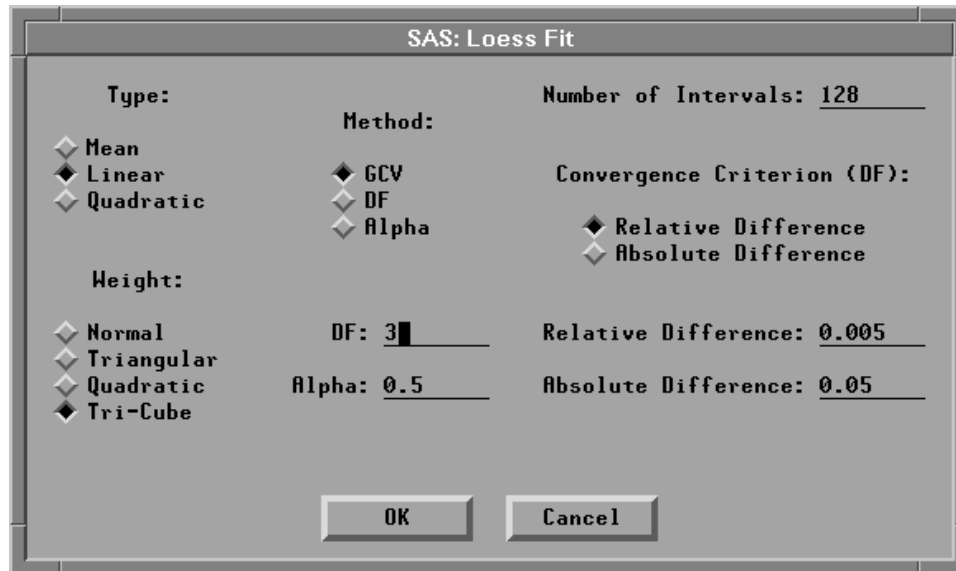 SAS: Loess Fit
Type:
Mean
Linear
Quadratic
Method:
GCV
DF
Alpha
Number of Intervals: 128
Convergence Criterion (DF):
Relative Difference
Absolute Difference
Weight:
Normal
Triangular
Quadratic
Tri-Cube
DF: 3
Alpha: 0.5
Relative Difference: 0.005
Absolute Difference: 0.05
OK
Cancel